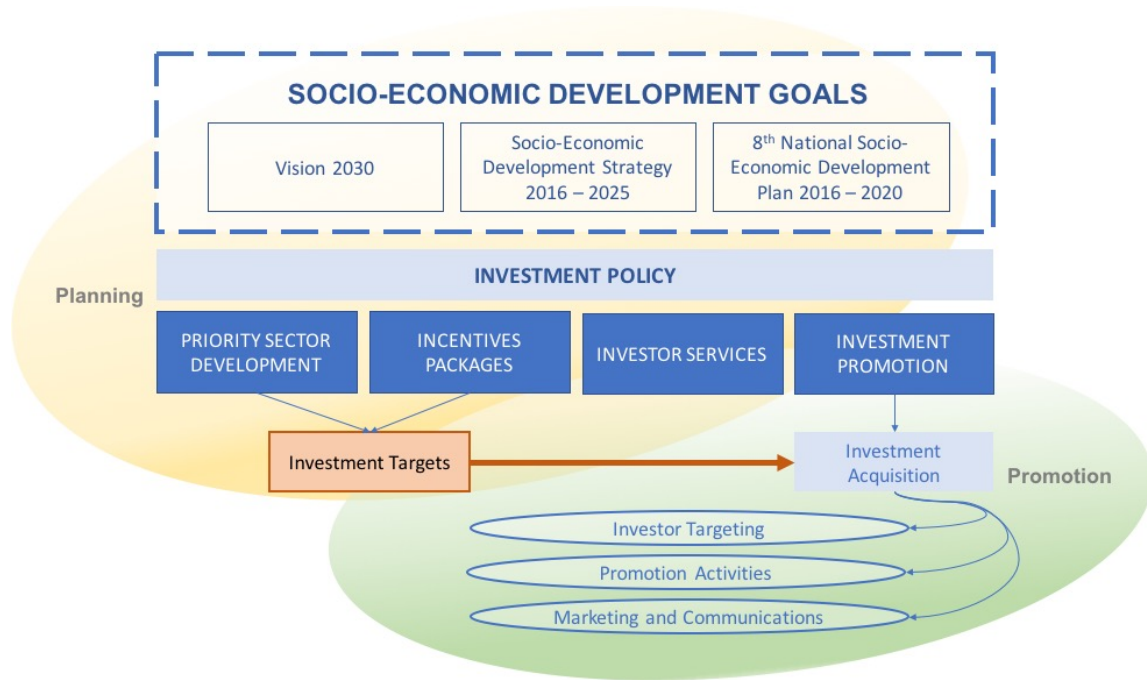 SOCIO-ECONOMIC DEVELOPMENT GOALS
Vision 2030
Socio-Economic
Development Strategy
2016 – 2025
8th National Socio-
Economic Development
Plan 2016 – 2020
INVESTMENT POLICY
Planning
PRIORITY SECTOR
DEVELOPMENT
INCENTIVES
PACKAGES
INVESTOR SERVICES
INVESTMENT
PROMOTION
Investment Targets
Investment
Acquisition
Promotion
Investor Targeting
Promotion Activities
Marketing and Communications